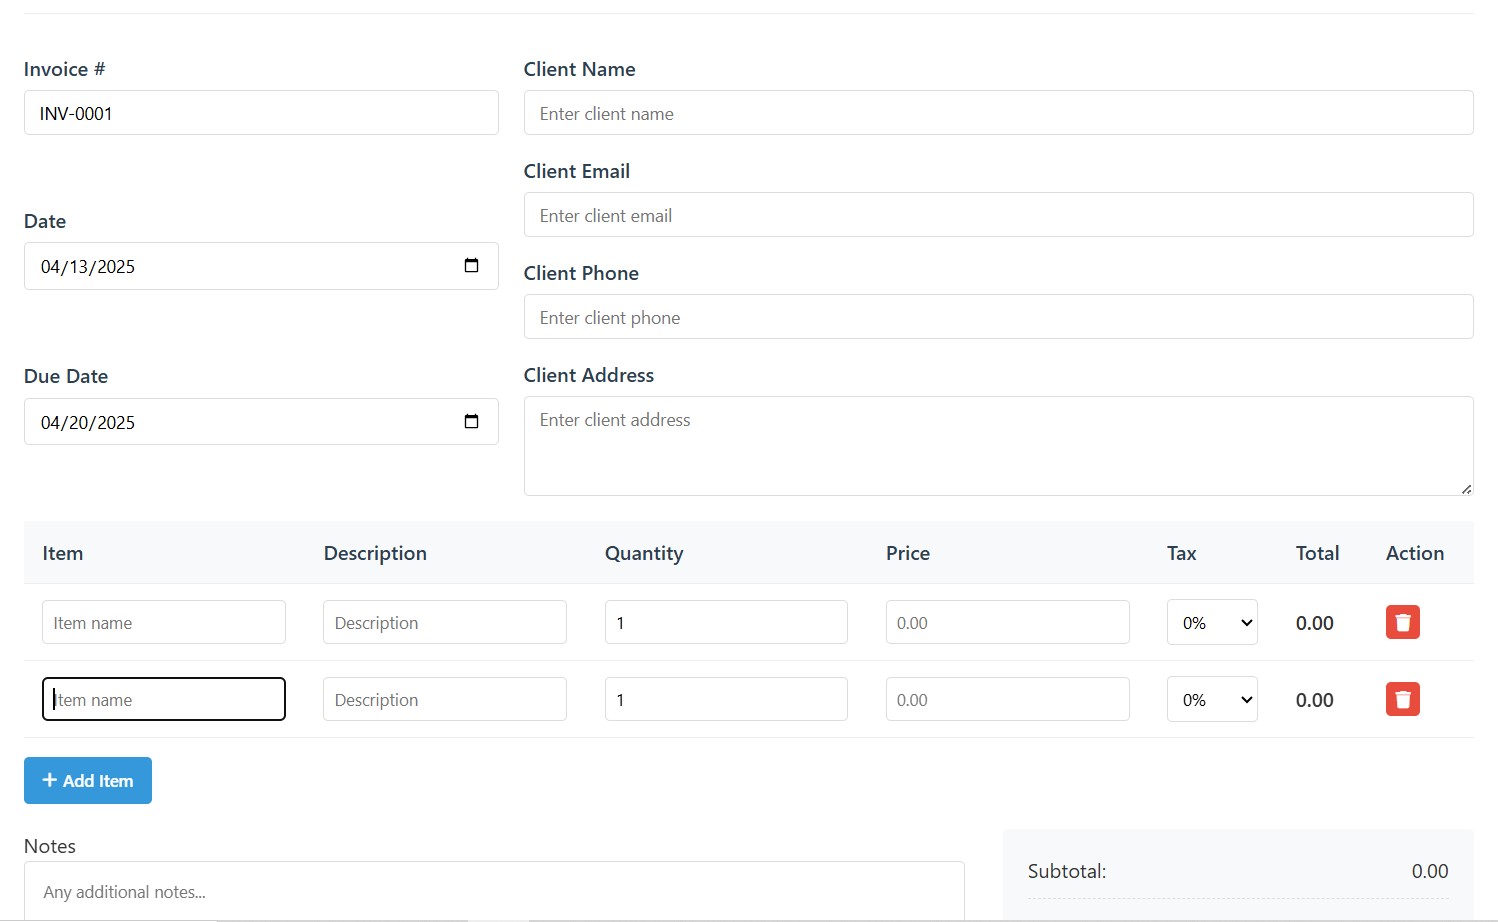 Invoice #
INV-0001
Date
04/13/2025
Due Date
04/20/2025
Client Name
Enter client name
Client Email
Enter client email
Client Phone
Enter client phone
Client Address
Enter client address
Item Description Quantity Price Tax Total Action
Item name Description 1 0.00 0% 0.00
Item name Description 1 0.00 0% 0.00
+ Add Item
Notes
Any additional notes...
Subtotal: 0.00